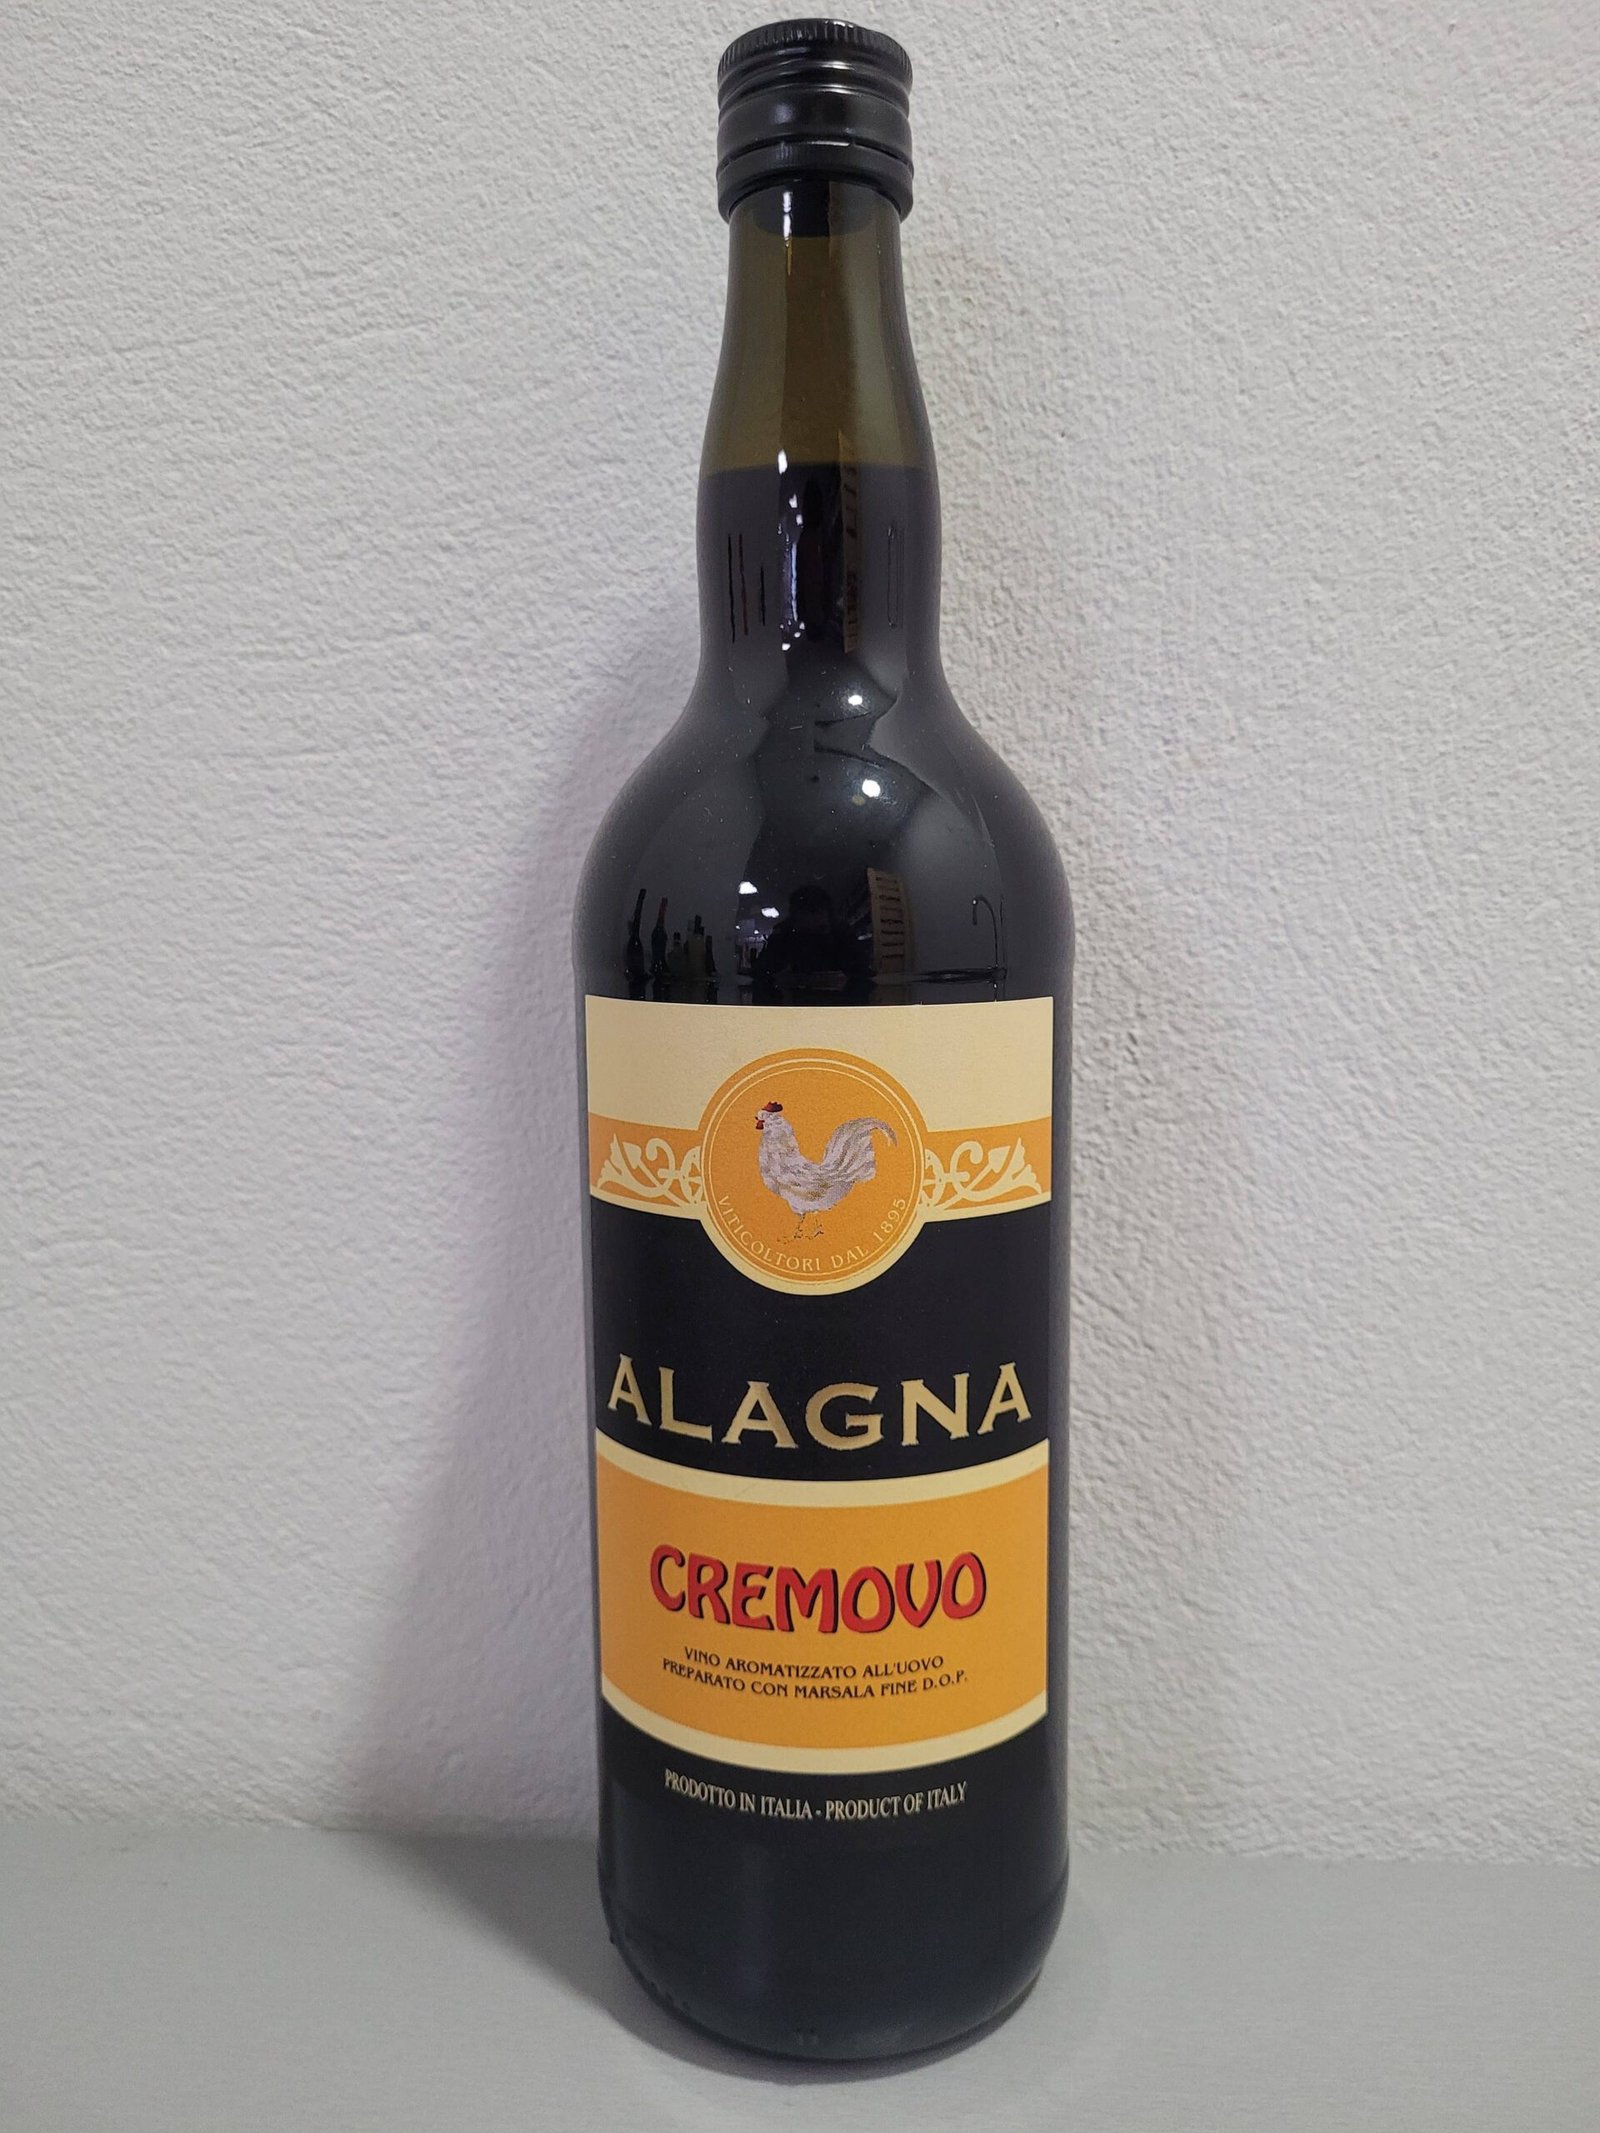 VITICOLTORI DAL 1895
ALAGNA
CREMOVO
VINO AROMATIZZATO ALL'UOVO
PREPARATO CON MARSALA FINE D.O.P.
PRODOTTO IN ITALIA - PRODUCT OF ITALY